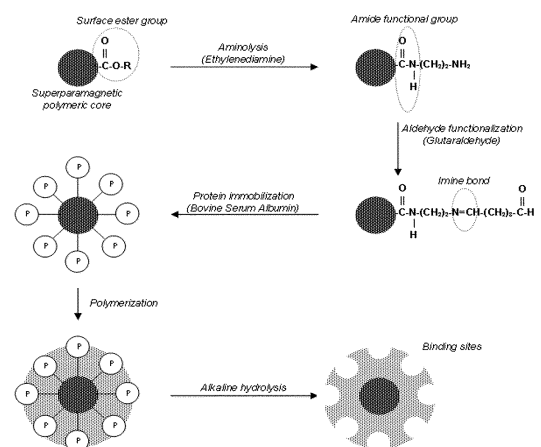 Surface ester group
O
C-O-R
Superparamagnetic
polymeric core
Aminolysis
(Ethylenediamine)
Amide functional group
O
C-N-(CH₂)₂-NH₂
H
Aldehyde functionalization
(Glutaraldehyde)
Imine bond
O
O
C-N-(CH₂)₂-N=CH-(CH₂)₃-C-H
H
Protein immobilization
(Bovine Serum Albumin)
P
P
P
P
P
P
P
P
Polymerization
P
P
P
P
P
P
P
P
Alkaline hydrolysis
Binding sites